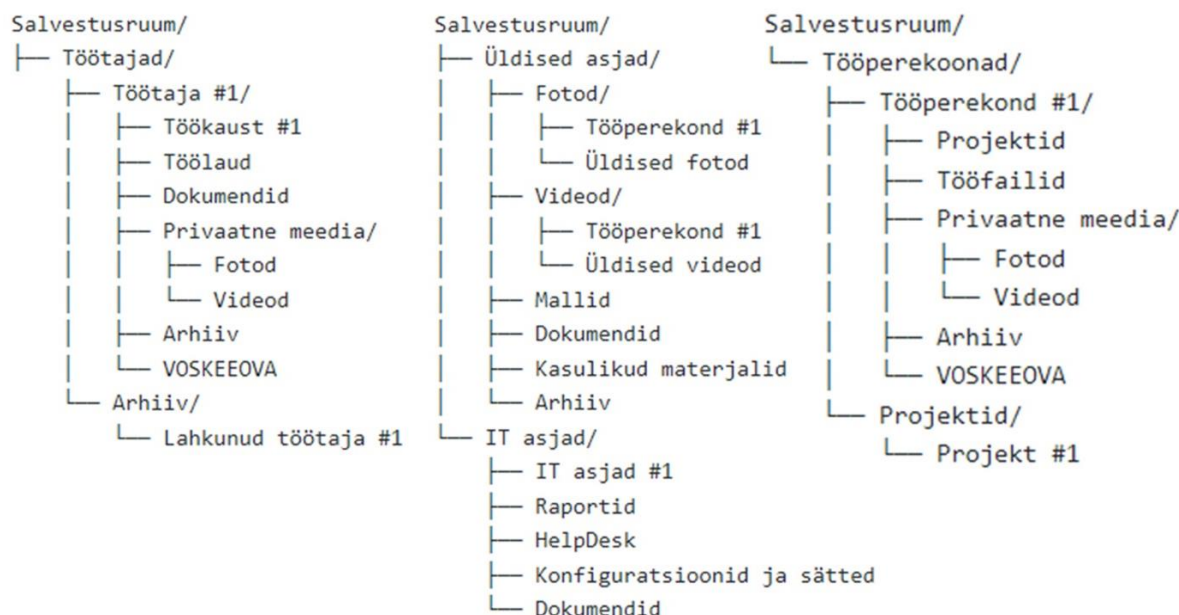 Salvestusruum/
├── Töötajad/
    ├── Töötaja #1/
    │   ├── Töökaust #1
    │   ├── Töölaud
    │   ├── Dokumendid
    │   ├── Privaatne meedia/
    │   │   ├── Fotod
    │   │   └── Videod
    │   ├── Arhiiv
    │   └── VOSKEEOVA
    └── Arhiiv/
        └── Lahkunud töötaja #1
Salvestusruum/
├── Üldised asjad/
│   ├── Fotod/
│   │   ├── Tööperekond #1
│   │   └── Üldised fotod
│   ├── Videod/
│   │   ├── Tööperekond #1
│   │   └── Üldised videod
│   ├── Mallid
│   ├── Dokumendid
│   ├── Kasulikud materjalid
│   └── Arhiiv
└── IT asjad/
    ├── IT asjad #1
    ├── Raportid
    ├── HelpDesk
    ├── Konfiguratsioonid ja sätted
    └── Dokumendid
Salvestusruum/
└── Tööperekoonad/
    ├── Tööperekond #1/
    │   ├── Projektid
    │   ├── Tööfailid
    │   ├── Privaatne meedia/
    │   │   ├── Fotod
    │   │   └── Videod
    │   ├── Arhiiv
    │   └── VOSKEEOVA
    └── Projektid/
        └── Projekt #1